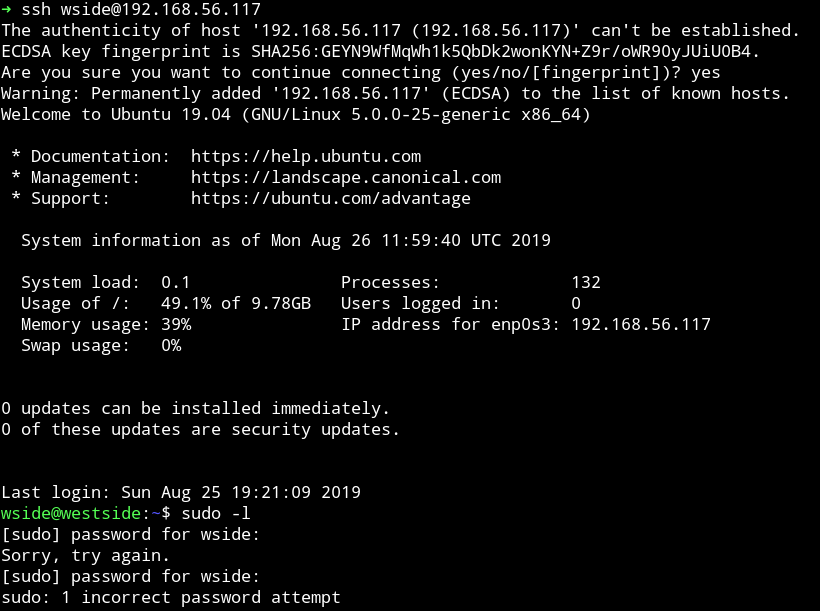 ➜ ssh wside@192.168.56.117
The authenticity of host '192.168.56.117 (192.168.56.117)' can't be established.
ECDSA key fingerprint is SHA256:GEYN9WfMqWh1k5QbDk2wonKYN+Z9r/oWR90yJUiU0B4.
Are you sure you want to continue connecting (yes/no/[fingerprint])? yes
Warning: Permanently added '192.168.56.117' (ECDSA) to the list of known hosts.
Welcome to Ubuntu 19.04 (GNU/Linux 5.0.0-25-generic x86_64)
* Documentation:  https://help.ubuntu.com
* Management:     https://landscape.canonical.com
* Support:        https://ubuntu.com/advantage
System information as of Mon Aug 26 11:59:40 UTC 2019
System load:  0.1               Processes:             132
Usage of /:   49.1% of 9.78GB   Users logged in:       0
Memory usage: 39%               IP address for enp0s3: 192.168.56.117
Swap usage:   0%
0 updates can be installed immediately.
0 of these updates are security updates.
Last login: Sun Aug 25 19:21:09 2019
wside@westside:~$ sudo -l
[sudo] password for wside:
Sorry, try again.
[sudo] password for wside:
sudo: 1 incorrect password attempt